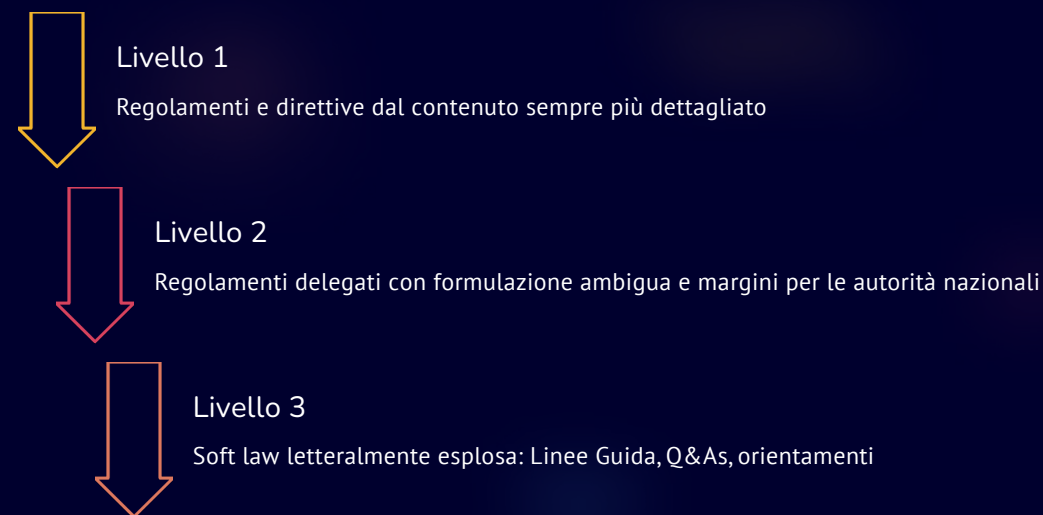 Livello 1
Regolamenti e direttive dal contenuto sempre più dettagliato
Livello 2
Regolamenti delegati con formulazione ambigua e margini per le autorità nazionali
Livello 3
Soft law letteralmente esplosa: Linee Guida, Q&As, orientamenti